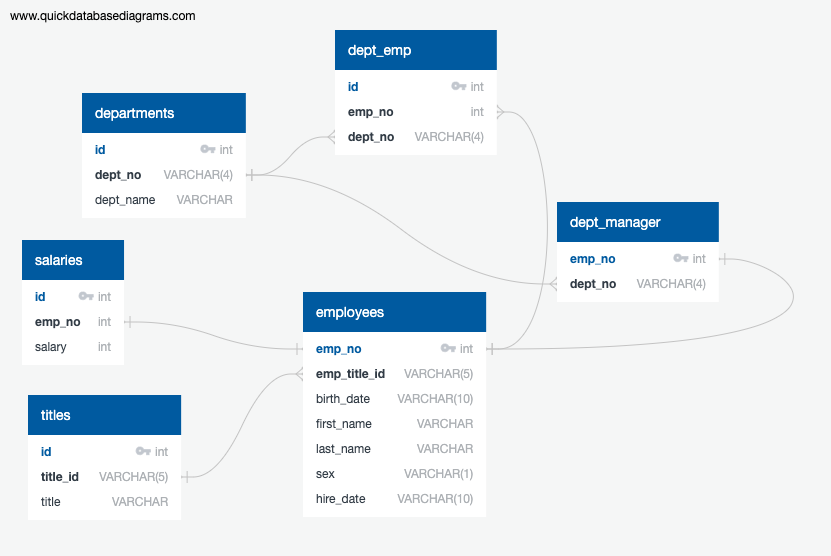 www.quickdatabasediagrams.com
dept_emp
id int
emp_no int
dept_no VARCHAR(4)
departments
id int
dept_no VARCHAR(4)
dept_name VARCHAR
dept_manager
emp_no int
dept_no VARCHAR(4)
salaries
id int
emp_no int
salary int
employees
emp_no int
emp_title_id VARCHAR(5)
birth_date VARCHAR(10)
first_name VARCHAR
last_name VARCHAR
sex VARCHAR(1)
hire_date VARCHAR(10)
titles
id int
title_id VARCHAR(5)
title VARCHAR